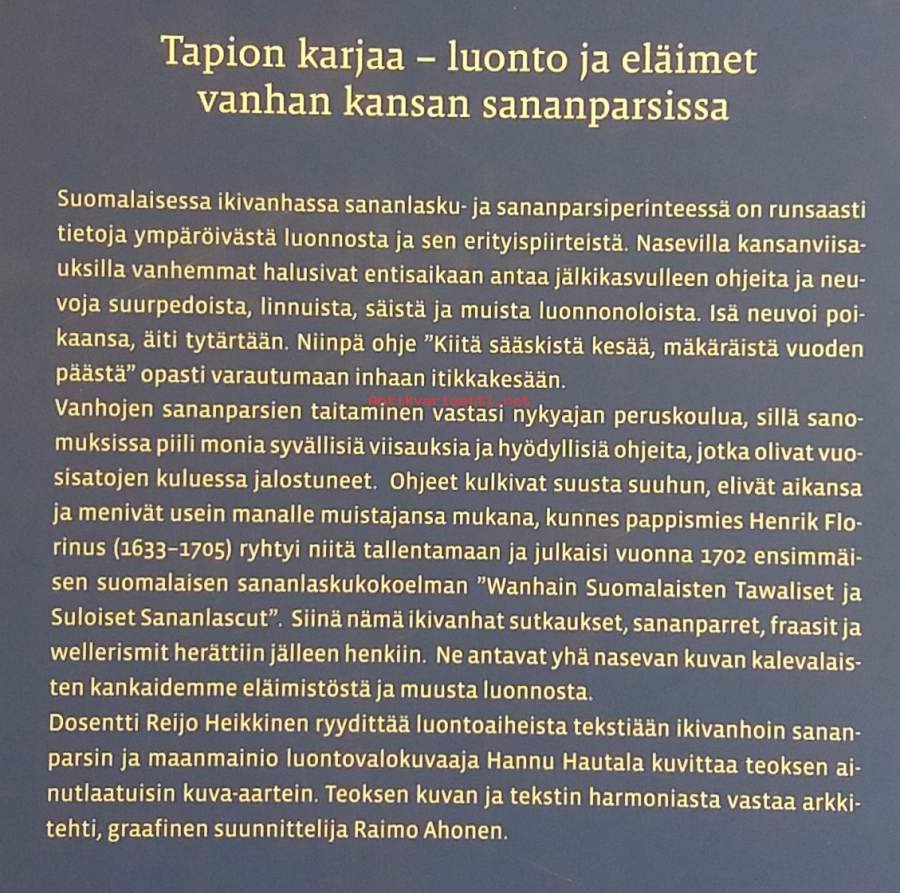 Tapion karjaa – luonto ja eläimet
vanhan kansan sananparsissa
Suomalaisessa ikivanhassa sananlasku- ja sananparsiperinteessä on runsaasti
tietoja ympäröivästä luonnosta ja sen erityispiirteistä. Nasevilla kansanviisa-
uksilla vanhemmat halusivat entisaikaan antaa jälkikasvulleen ohjeita ja neu-
voja suurpedoista, linnuista, säistä ja muista luonnonoloista. Isä neuvoi poi-
kaansa, äiti tytärtään. Niinpä ohje ”Kiitä sääskistä kesää, mäkäräistä vuoden
päästä” opasti varautumaan inhaan itikkakesään.
Antikvariaatti.net
Vanhojen sananparsien taitaminen vastasi nykyajan peruskoulua, sillä sano-
muksissa piili monia syvällisiä viisauksia ja hyödyllisiä ohjeita, jotka olivat vuo-
sisatojen kuluessa jalostuneet. Ohjeet kulkivat suusta suuhun, elivät aikansa
ja menivät usein manalle muistajansa mukana, kunnes pappismies Henrik Flo-
rinus (1633–1705) ryhtyi niitä tallentamaan ja julkaisi vuonna 1702 ensimmäi-
sen suomalaisen sananlaskukokoelman ”Wanhain Suomalaisten Tawaliset ja
Suloiset Sananlascut”. Siinä nämä ikivanhat sutkaukset, sananparret, fraasit ja
wellerismit herättiin jälleen henkiin. Ne antavat yhä nasevan kuvan kalevalais-
ten kankaidemme eläimistöstä ja muusta luonnosta.
Dosentti Reijo Heikkinen ryydittää luontoaiheista tekstiään ikivanhoin sanan-
parsin ja maanmainio luontovalokuvaaja Hannu Hautala kuvittaa teoksen ai-
nutlaatuisin kuva-aartein. Teoksen kuvan ja tekstin harmoniasta vastaa arkki-
tehti, graafinen suunnittelija Raimo Ahonen.